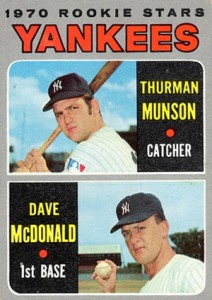 1970 ROOKIE STARS
YANKEES
THURMAN
MUNSON
CATCHER
DAVE
McDONALD
1st BASE